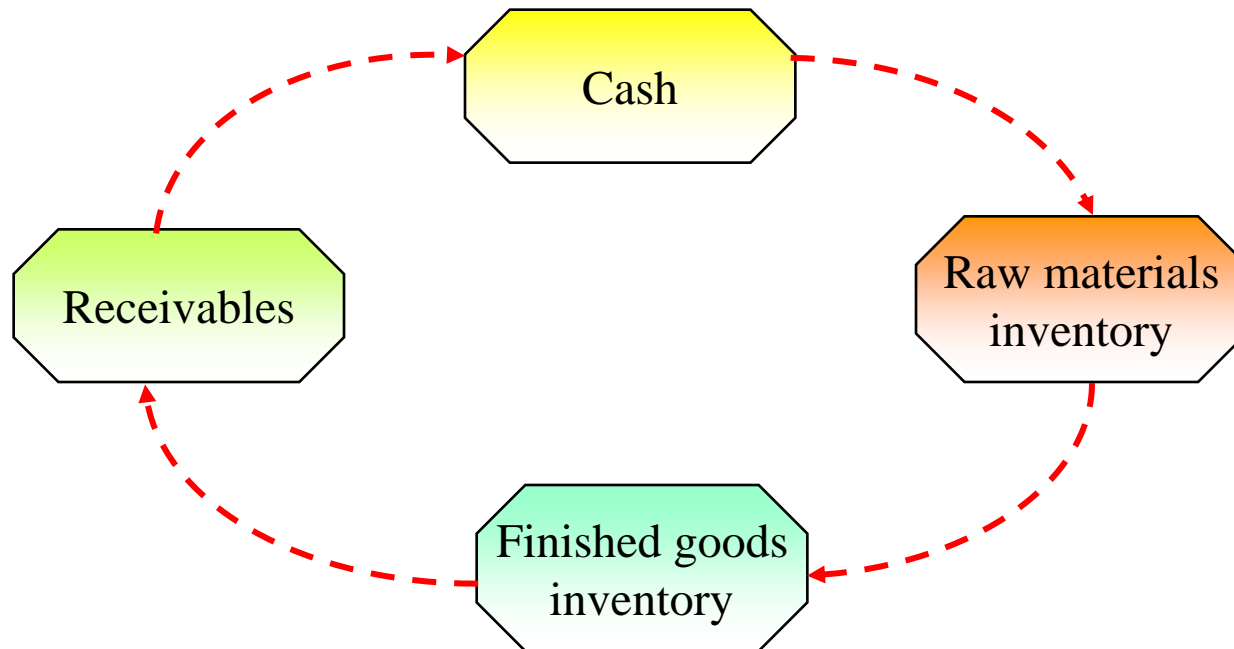 Cash
Receivables
Raw materials
inventory
Finished goods
inventory